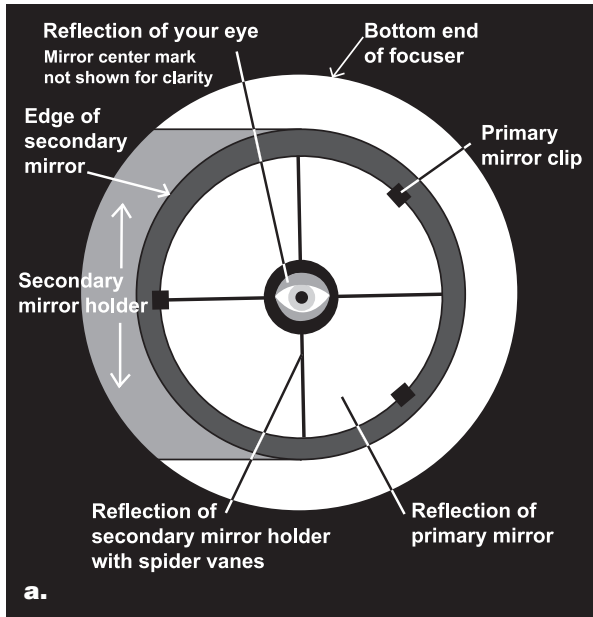 Reflection of your eye
Mirror center mark
not shown for clarity
Bottom end
of focuser
Edge of
secondary
mirror
Primary
mirror clip
Secondary
mirror holder
Reflection of
secondary mirror holder
with spider vanes
Reflection of
primary mirror
a.